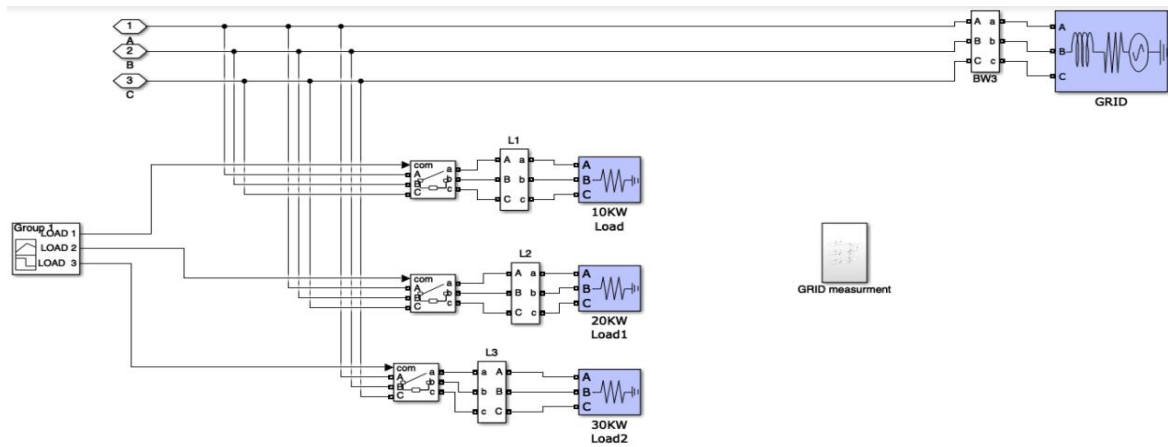 1
A
2
B
3
C
A a
B b
C c
BW3
A
B
C
GRID
L1
com
A a
B b
C c
A a
B b
C c
A
B
C
10KW
Load
Group 1
LOAD 1
LOAD 2
LOAD 3
L2
com
A a
B b
C c
A a
B b
C c
A
B
C
20KW
Load1
GRID measurment
L3
com
A a
B b
C c
a A
b B
c C
A
B
C
30KW
Load2